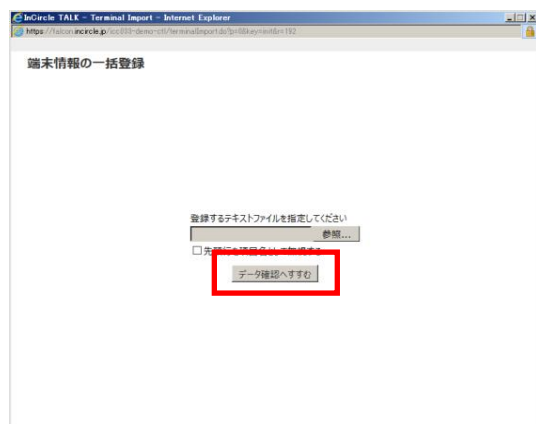 InCircle TALK - Terminal Import - Internet Explorer
端末情報の一括登録
登録するテキストファイルを指定してください
参照...
データ確認へすすむ